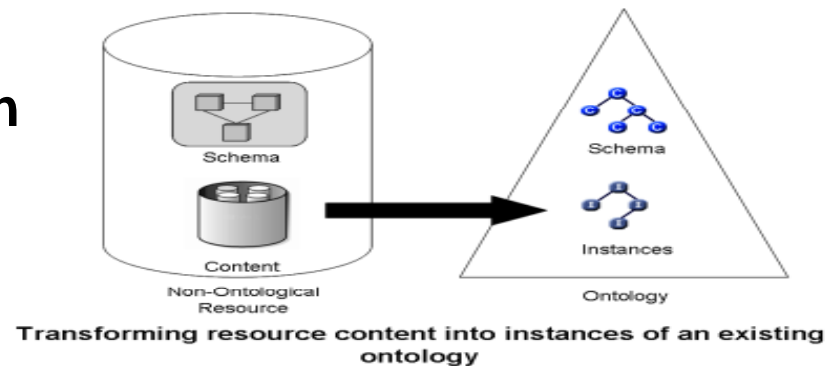 n
Schema
Content
Non-Ontological
Resource
C
C
C
C
C
Schema
I
I
I
I
Instances
Ontology
Transforming resource content into instances of an existing
ontology